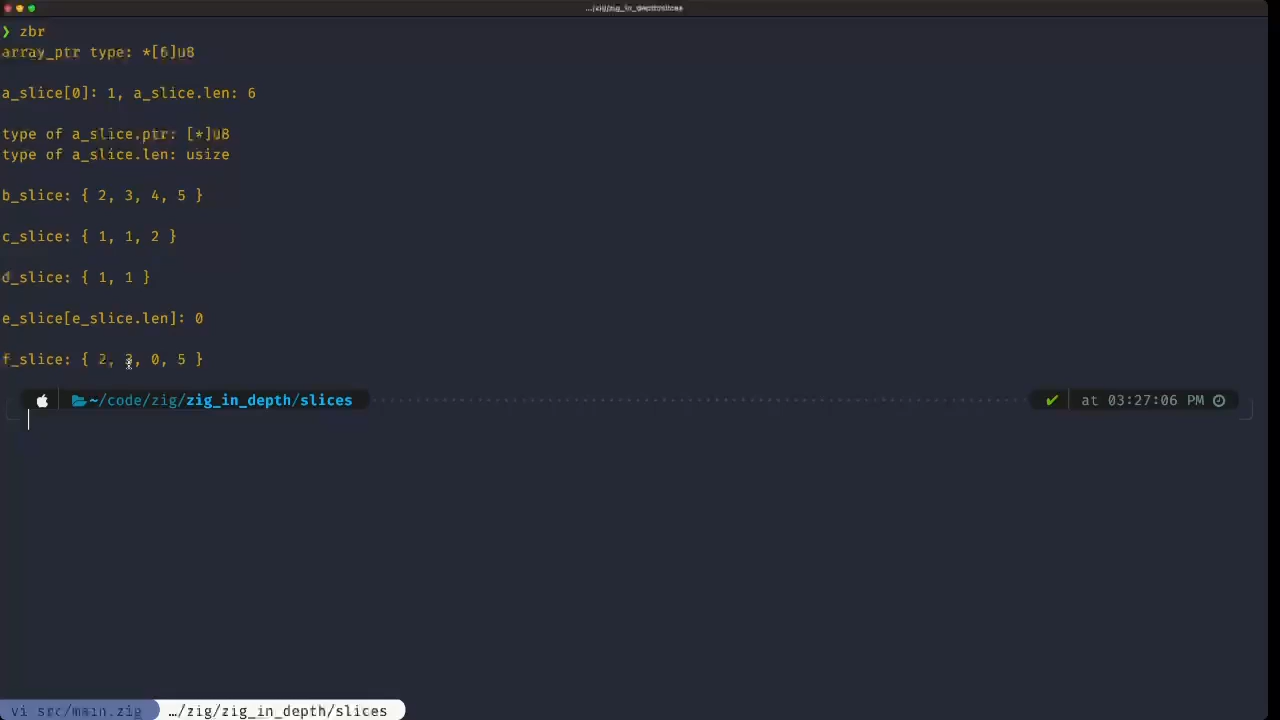 …/zig/zig_in_depth/slices
❯ zbr
array_ptr type: *[6]u8
a_slice[0]: 1, a_slice.len: 6
type of a_slice.ptr: [*]u8
type of a_slice.len: usize
b_slice: { 2, 3, 4, 5 }
c_slice: { 1, 1, 2 }
d_slice: { 1, 1 }
e_slice[e_slice.len]: 0
f_slice: { 2, 3, 0, 5 }
~/code/zig/zig_in_depth/slices ✔ at 03:27:06 PM
vi src/main.zig …/zig/zig_in_depth/slices